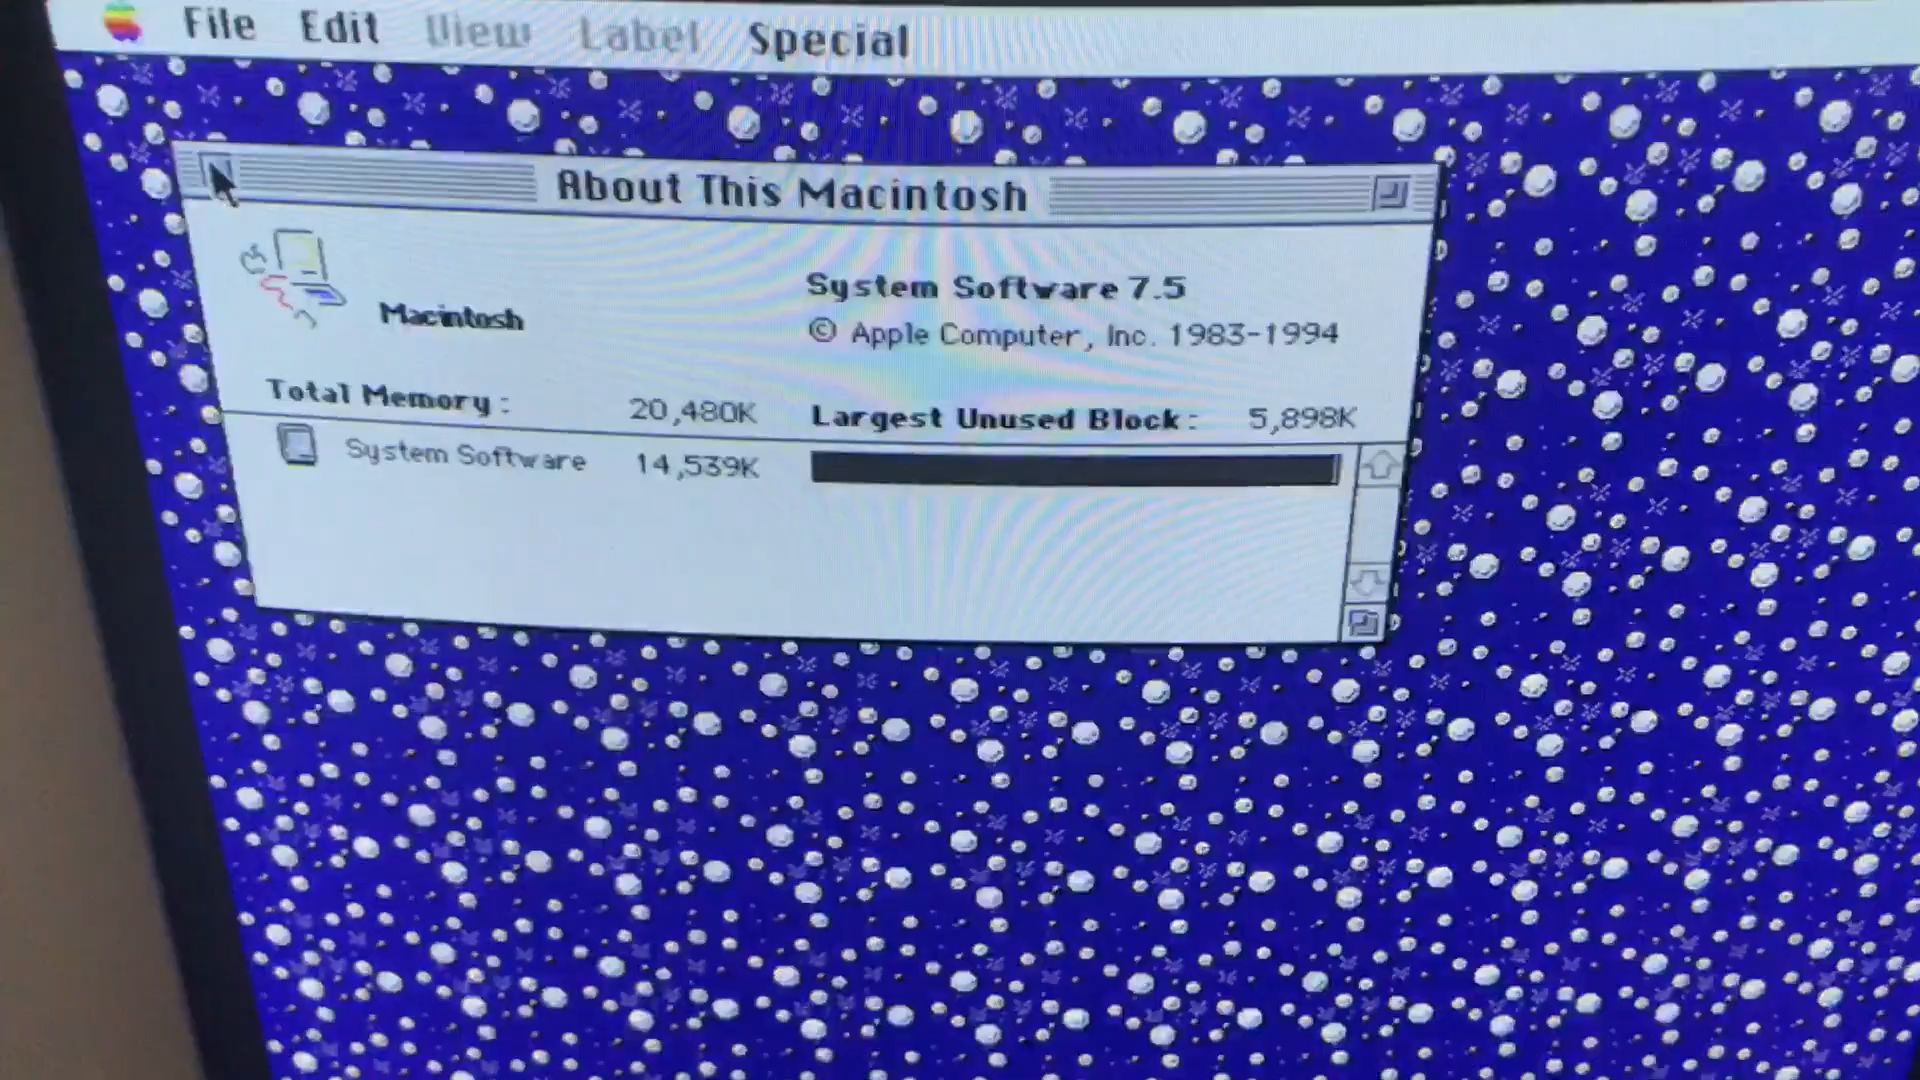 File Edit View Label Special
About This Macintosh
Macintosh
System Software 7.5
© Apple Computer, Inc. 1983-1994
Total Memory: 20,480K Largest Unused Block: 5,898K
System Software 14,539K